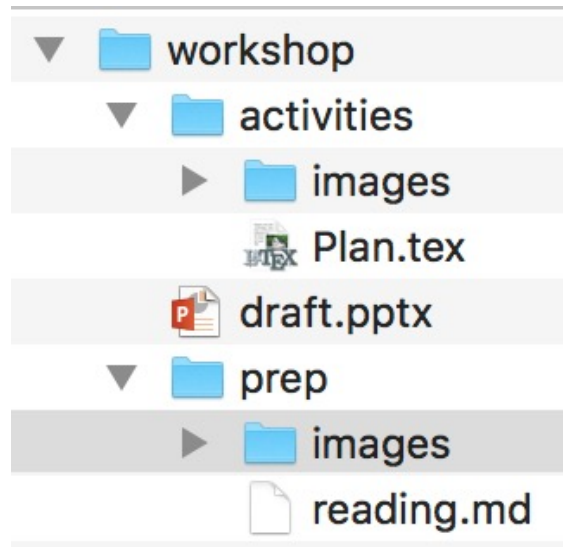 workshop
activities
images
Plan.tex
draft.pptx
prep
images
reading.md